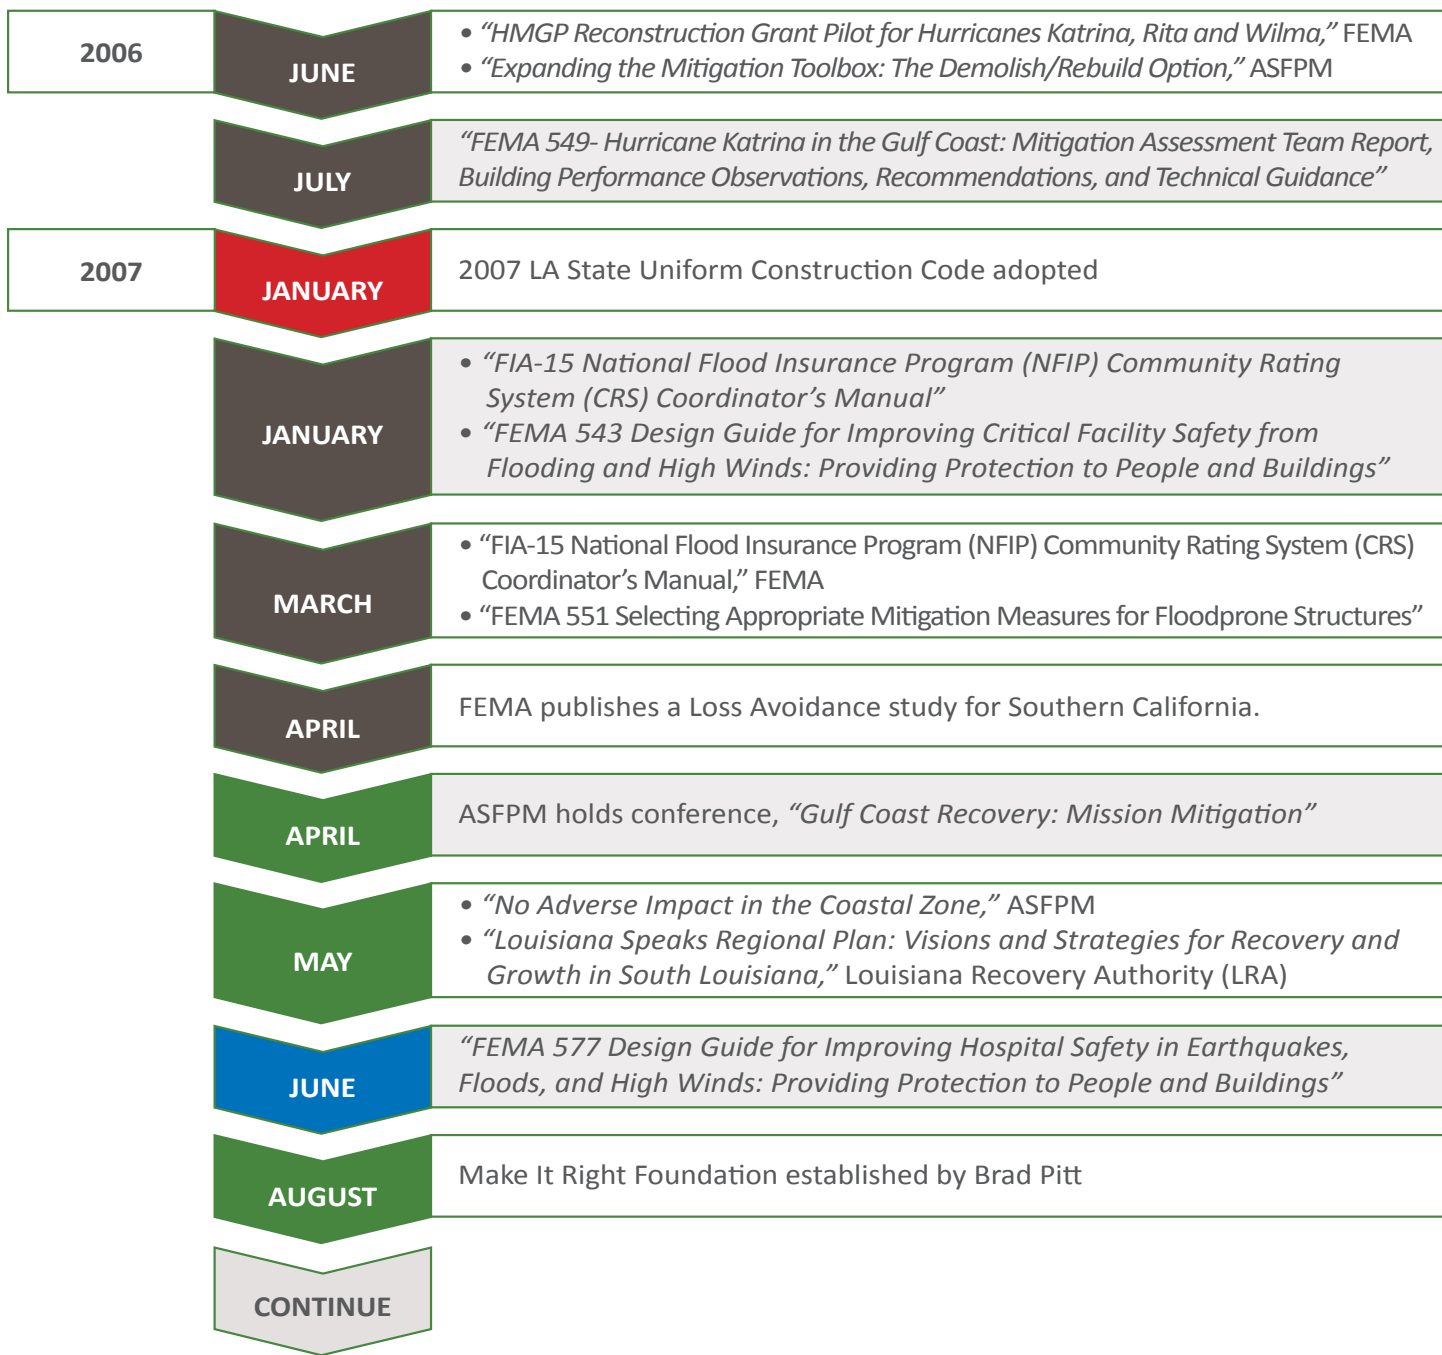 2006
JUNE
• “HMGP Reconstruction Grant Pilot for Hurricanes Katrina, Rita and Wilma,” FEMA
• “Expanding the Mitigation Toolbox: The Demolish/Rebuild Option,” ASFPM
JULY
“FEMA 549- Hurricane Katrina in the Gulf Coast: Mitigation Assessment Team Report,
Building Performance Observations, Recommendations, and Technical Guidance”
2007
JANUARY
2007 LA State Uniform Construction Code adopted
JANUARY
• “FIA-15 National Flood Insurance Program (NFIP) Community Rating
System (CRS) Coordinator’s Manual”
• “FEMA 543 Design Guide for Improving Critical Facility Safety from
Flooding and High Winds: Providing Protection to People and Buildings”
MARCH
• “FIA-15 National Flood Insurance Program (NFIP) Community Rating System (CRS)
Coordinator’s Manual,” FEMA
• “FEMA 551 Selecting Appropriate Mitigation Measures for Floodprone Structures”
APRIL
FEMA publishes a Loss Avoidance study for Southern California.
APRIL
ASFPM holds conference, “Gulf Coast Recovery: Mission Mitigation”
MAY
• “No Adverse Impact in the Coastal Zone,” ASFPM
• “Louisiana Speaks Regional Plan: Visions and Strategies for Recovery and
Growth in South Louisiana,” Louisiana Recovery Authority (LRA)
JUNE
“FEMA 577 Design Guide for Improving Hospital Safety in Earthquakes,
Floods, and High Winds: Providing Protection to People and Buildings”
AUGUST
Make It Right Foundation established by Brad Pitt
CONTINUE